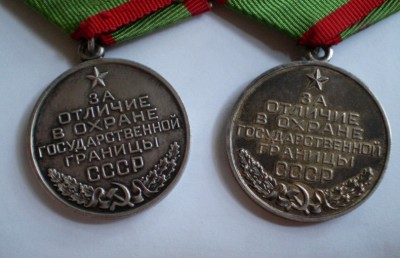 ЗА
ОТЛИЧИЕ
В ОХРАНЕ
ГОСУДАРСТВЕННОЙ
ГРАНИЦЫ
СССР
ЗА
ОТЛИЧИЕ
В ОХРАНЕ
ГОСУДАРСТВЕННОЙ
ГРАНИЦЫ
СССР